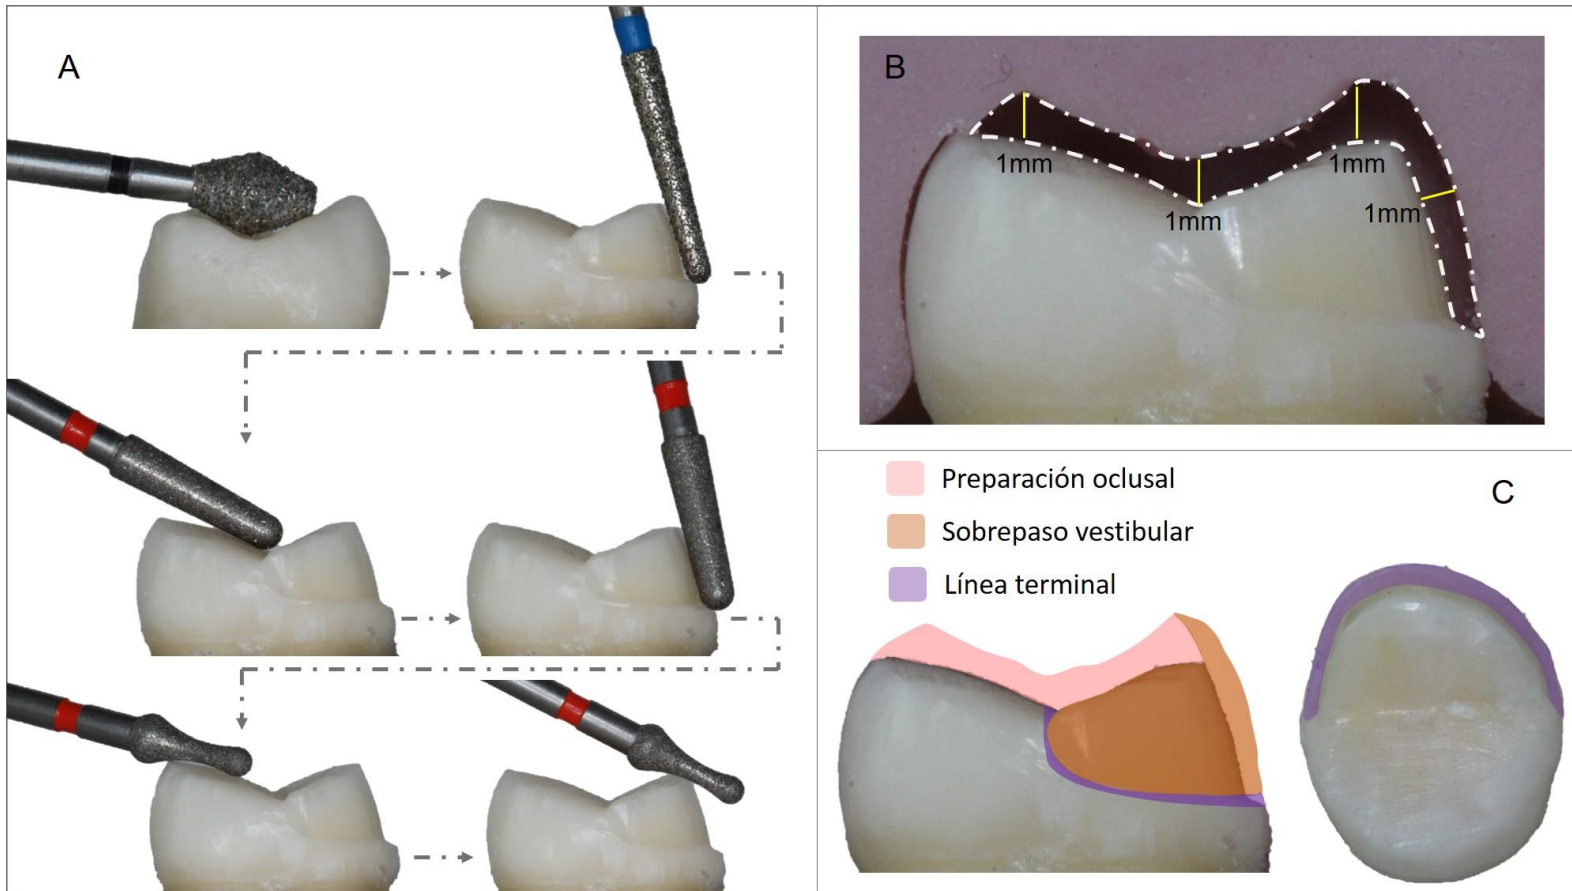 A
B
1mm
1mm
1mm
1mm
C
Preparación oclusal
Sobrepaso vestibular
Línea terminal